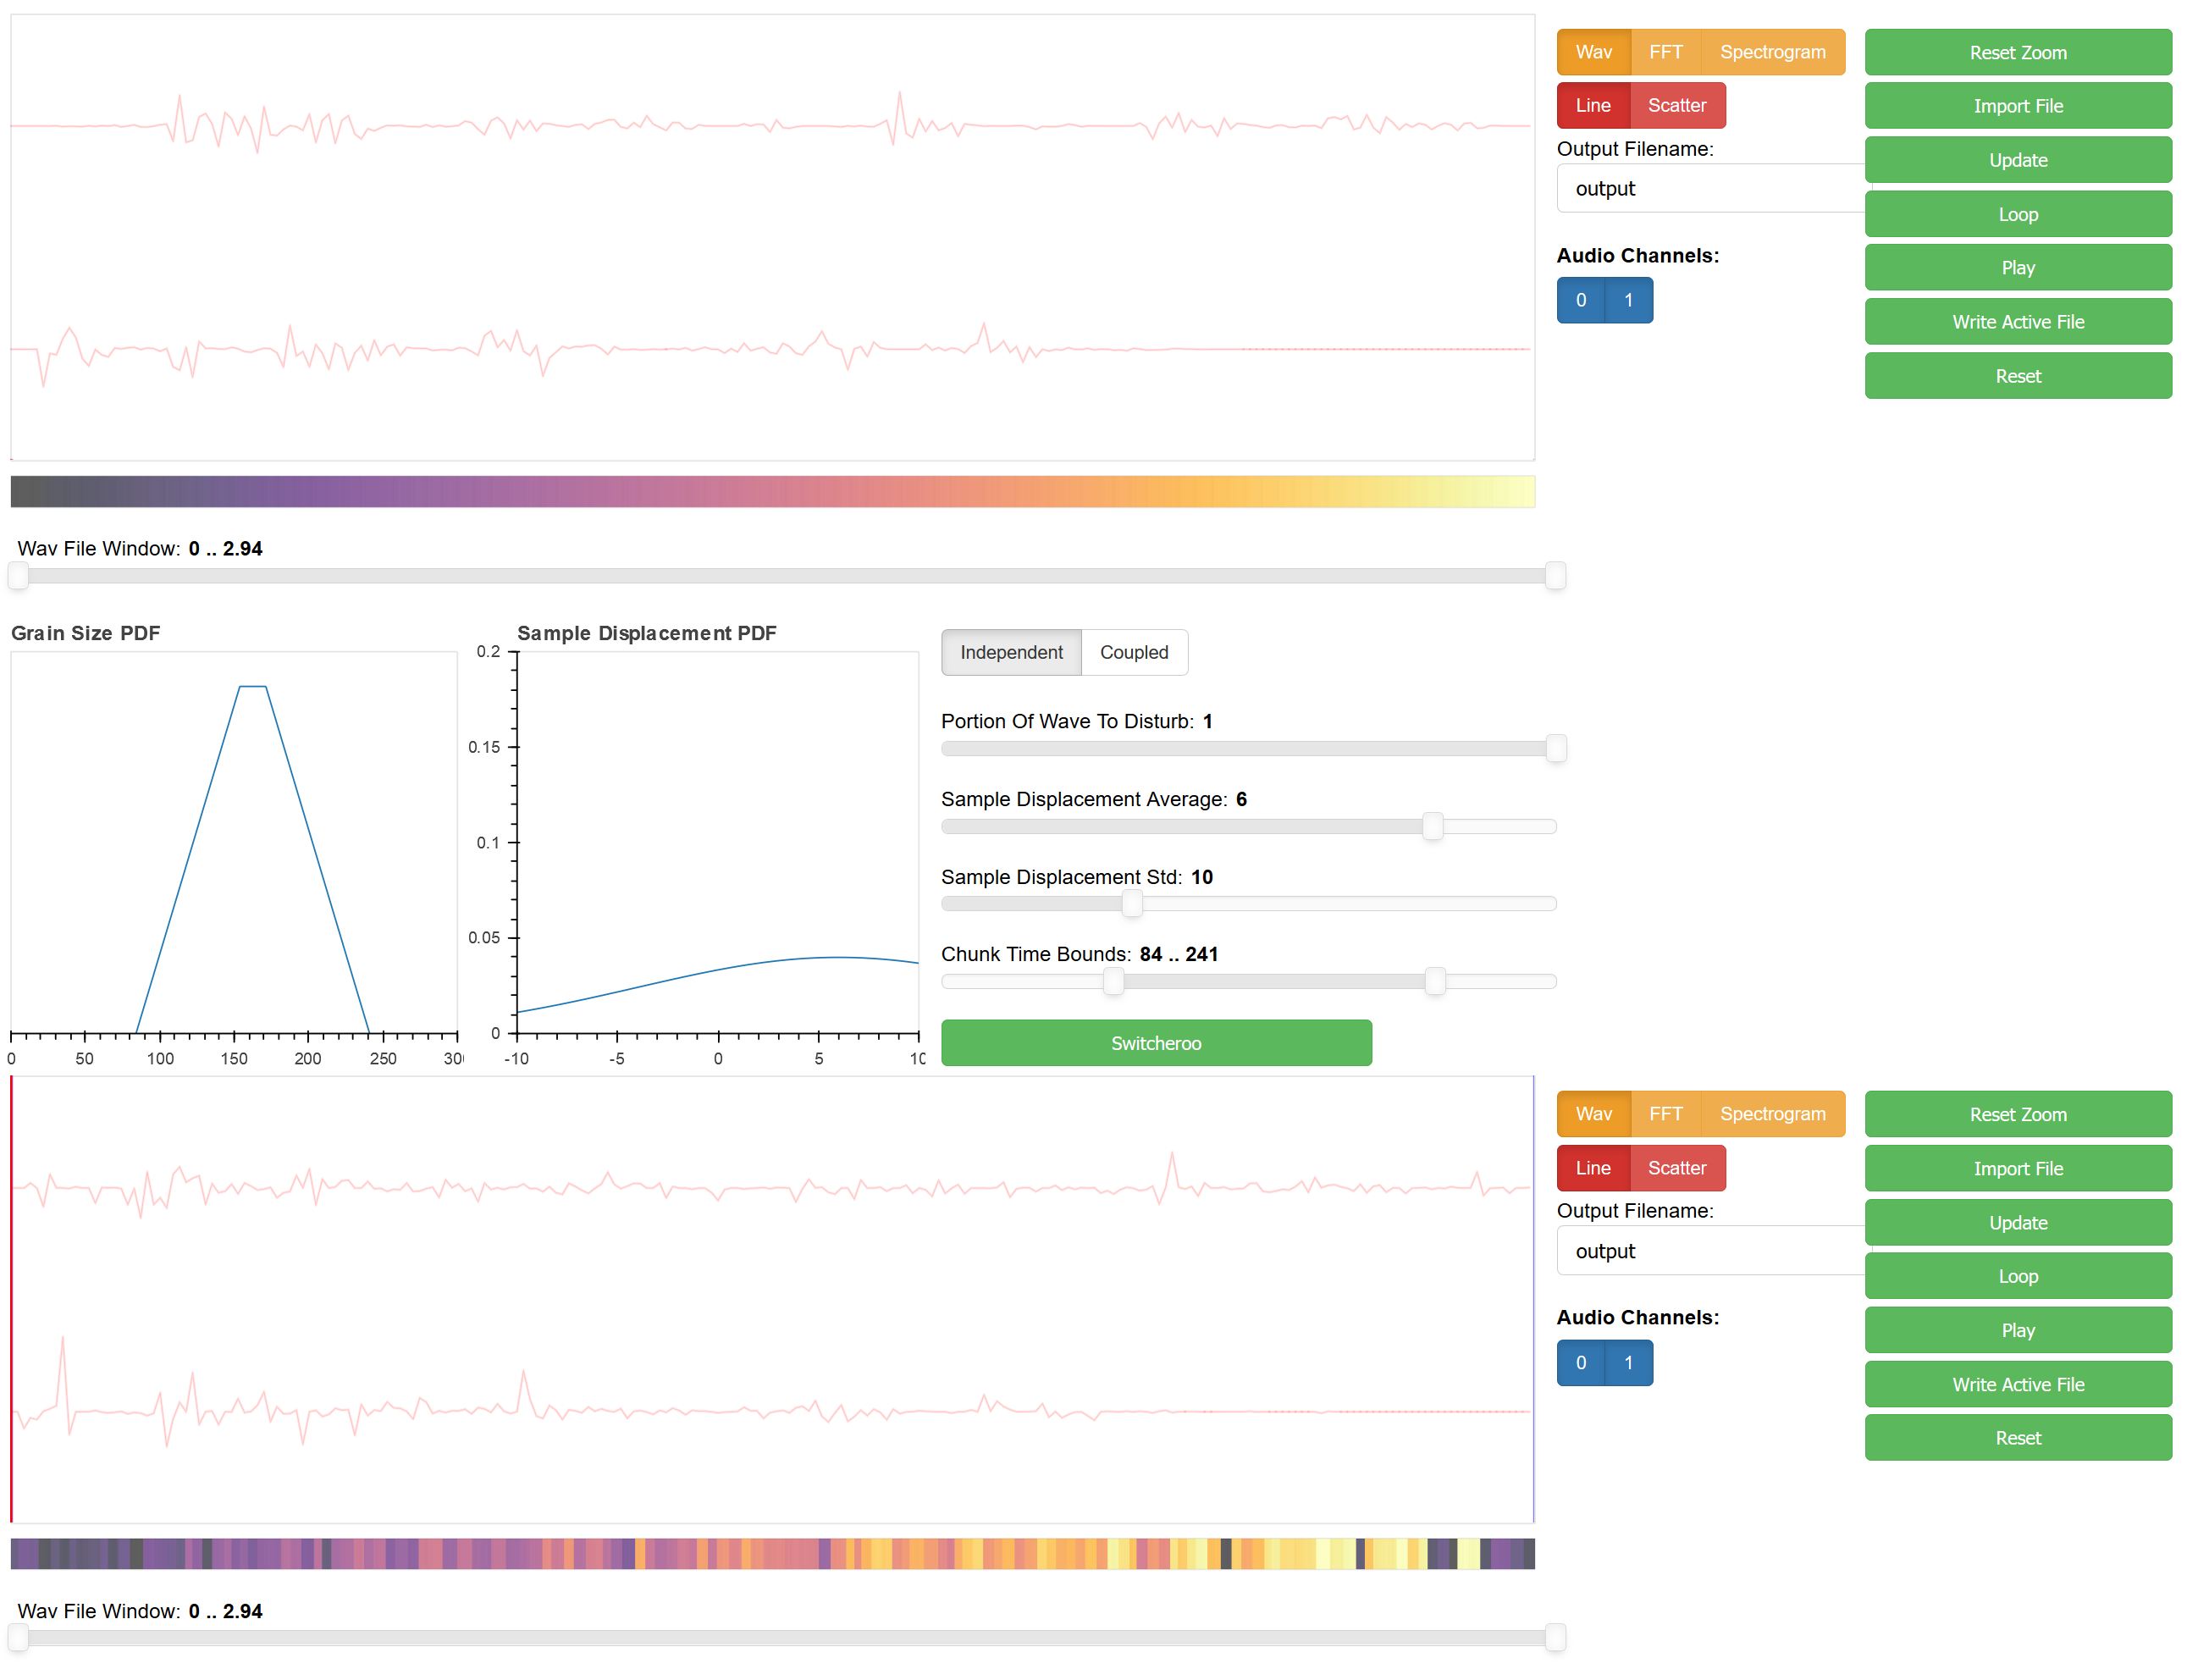 Wav FFT Spectrogram
Reset Zoom
Line Scatter
Import File
Output Filename:
Update
output
Loop
Audio Channels:
Play
0 1
Write Active File
Reset
Wav File Window: 0 .. 2.94
Grain Size PDF
0 50 100 150 200 250 30
Sample Displacement PDF
0.2
0.15
0.1
0.05
0
-10 -5 0 5 10
Independent Coupled
Portion Of Wave To Disturb: 1
Sample Displacement Average: 6
Sample Displacement Std: 10
Chunk Time Bounds: 84 .. 241
Switcheroo
Wav FFT Spectrogram
Reset Zoom
Line Scatter
Import File
Output Filename:
Update
output
Loop
Audio Channels:
Play
0 1
Write Active File
Reset
Wav File Window: 0 .. 2.94